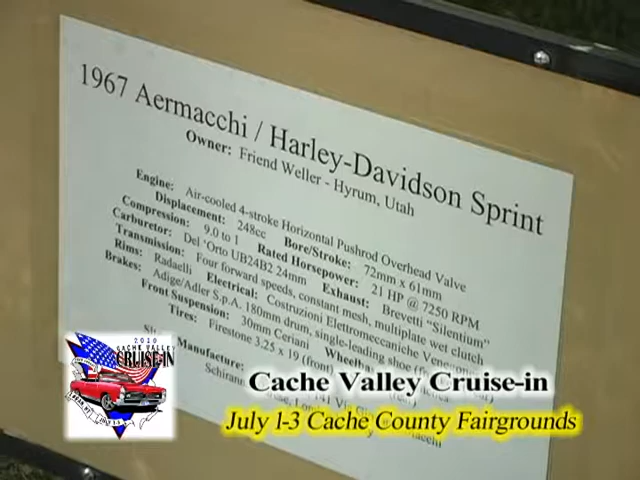 1967 Aermacchi / Harley-Davidson Sprint
Owner: Friend Weller - Hyrum, Utah
Engine: Air-cooled 4-stroke Horizontal Pushrod Overhead Valve
Displacement: 248cc Bore/Stroke: 72mm x 61mm
Compression: 9.0 to 1 Rated Horsepower: 21 HP @ 7250 RPM
Carburetor: Del 'Orto UB24B2 24mm Exhaust: Brevetti "Silentium"
Transmission: Four forward speeds, constant mesh, multiplate wet clutch
Rims: Radaelli Electrical: Costruzioni Elettromeccaniche
Brakes: Adige/Adler S.p.A. 180mm drum, single-leading shoe
Front Suspension: 30mm Ceriani
Tires: Firestone 3.25 x 19 (front)
Manufacture:
Schiranna
2010
CACHE VALLEY
CRUISE-IN
Cache Valley Cruise-in
July 1-3 Cache County Fairgrounds